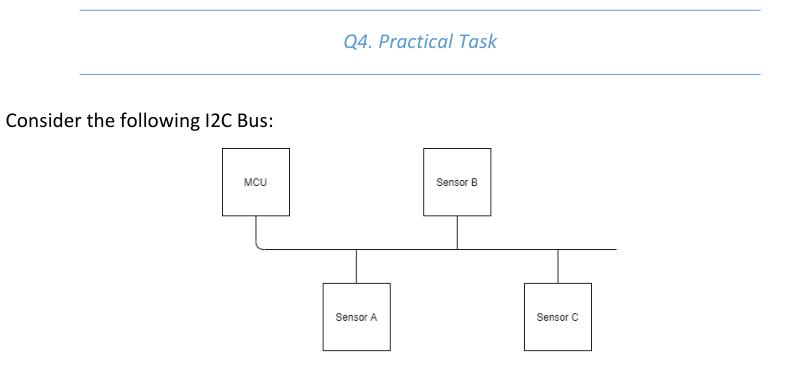 Q4. Practical Task
Consider the following I2C Bus:
MCU
Sensor B
Sensor A
Sensor C